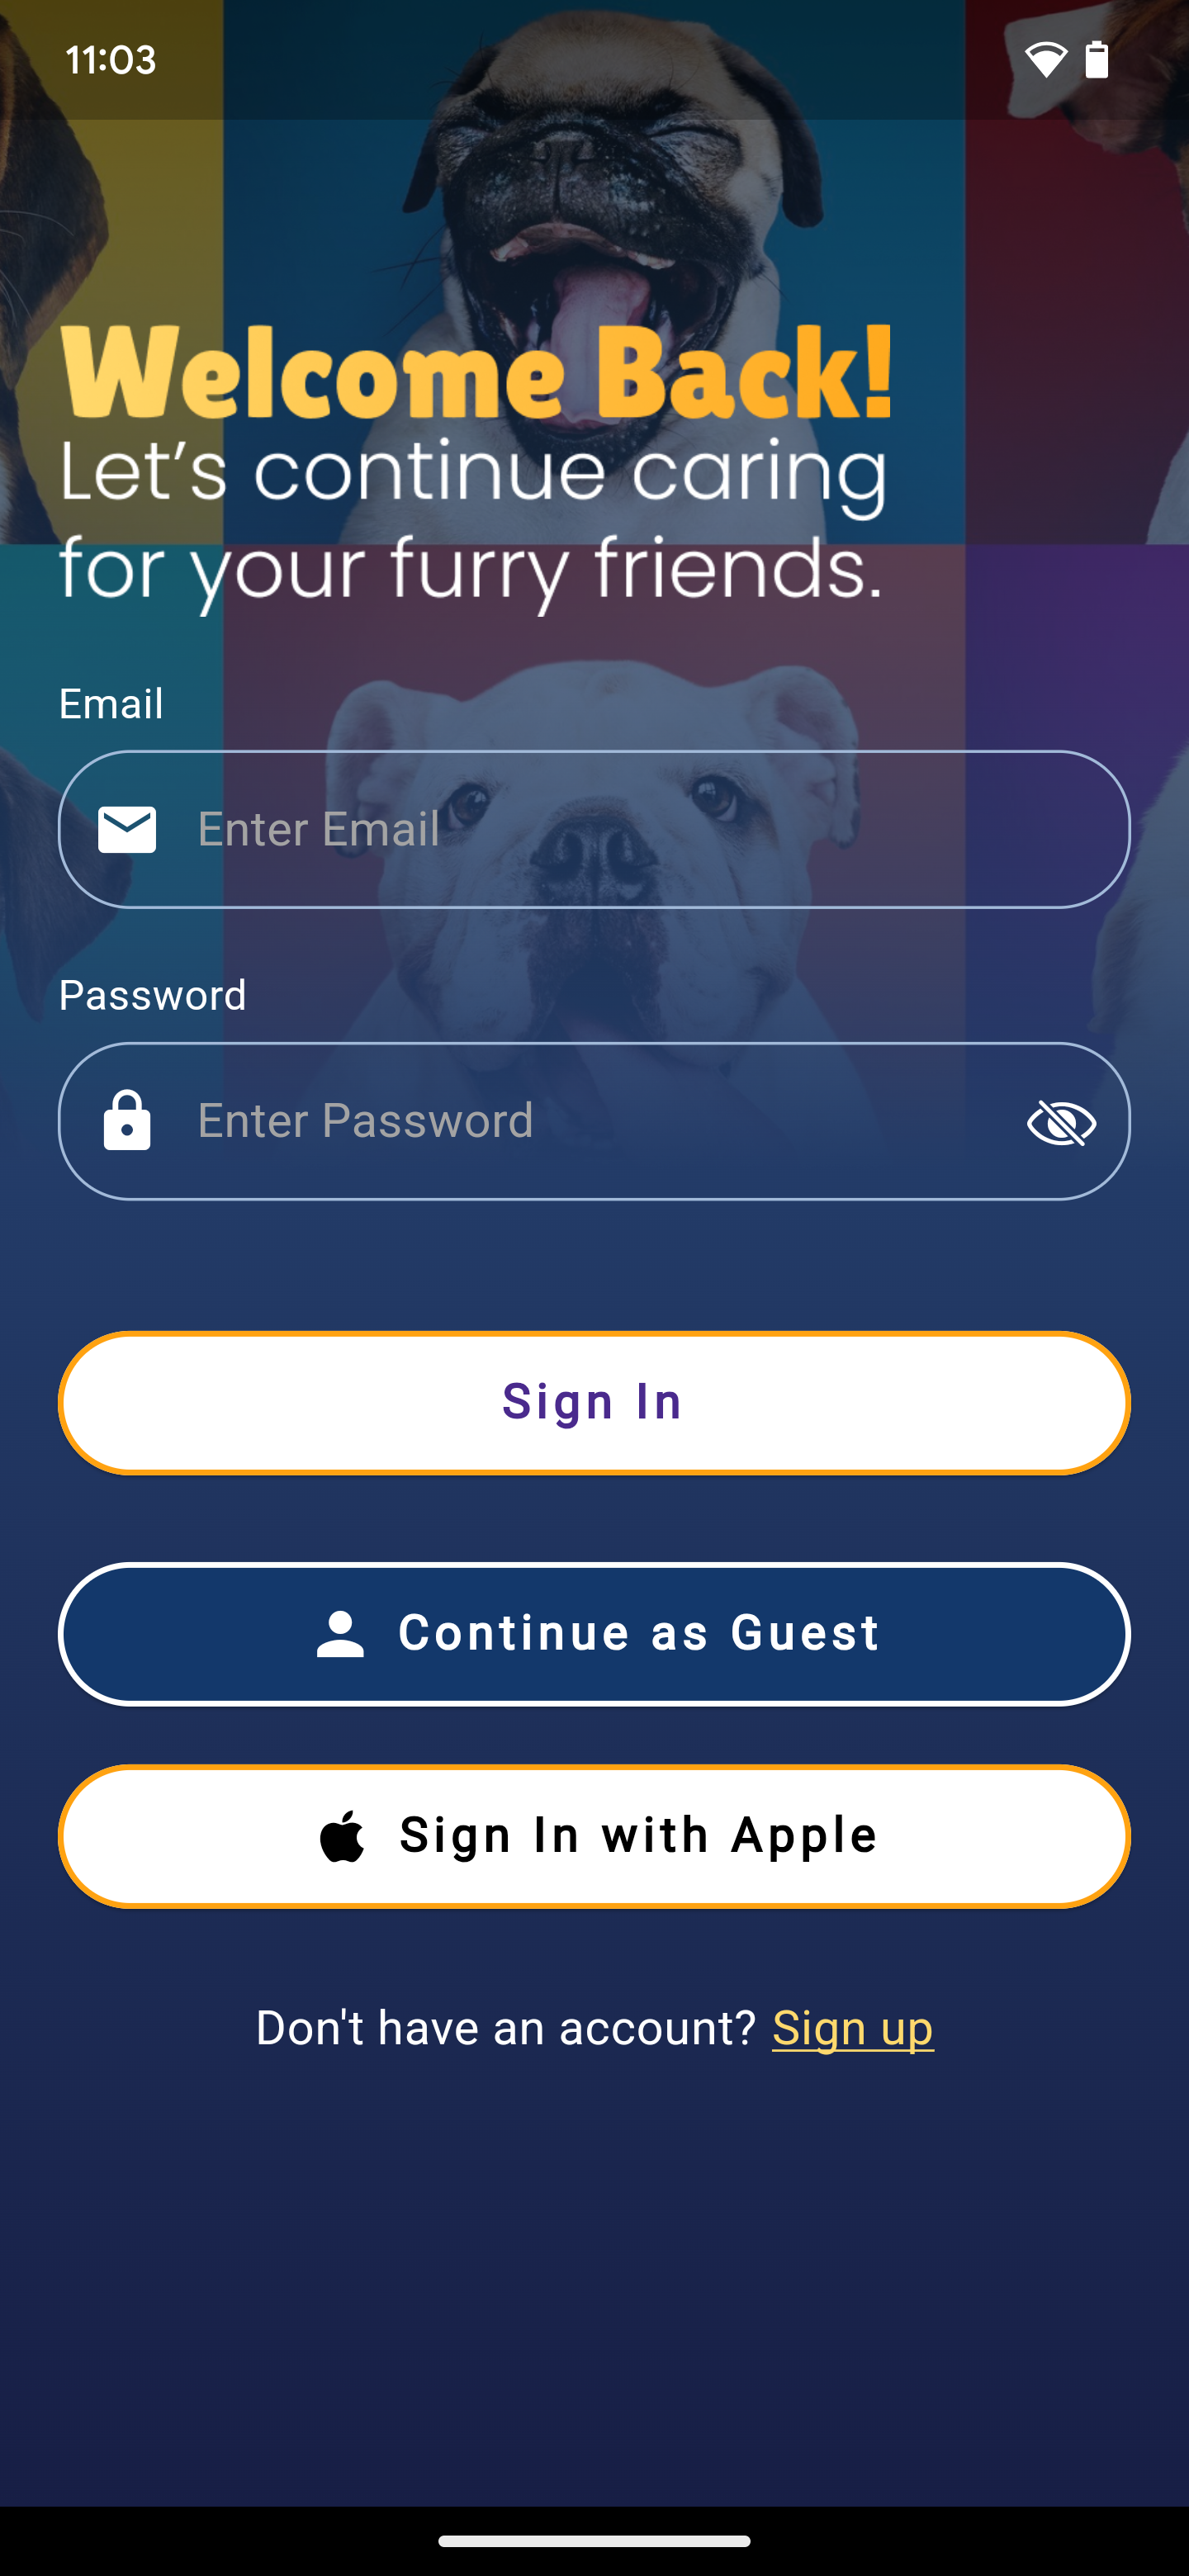 11:03
Welcome Back!
Let’s continue caring
for your furry friends.
Email
Enter Email
Password
Enter Password
Sign In
Continue as Guest
Sign In with Apple
Don't have an account? Sign up